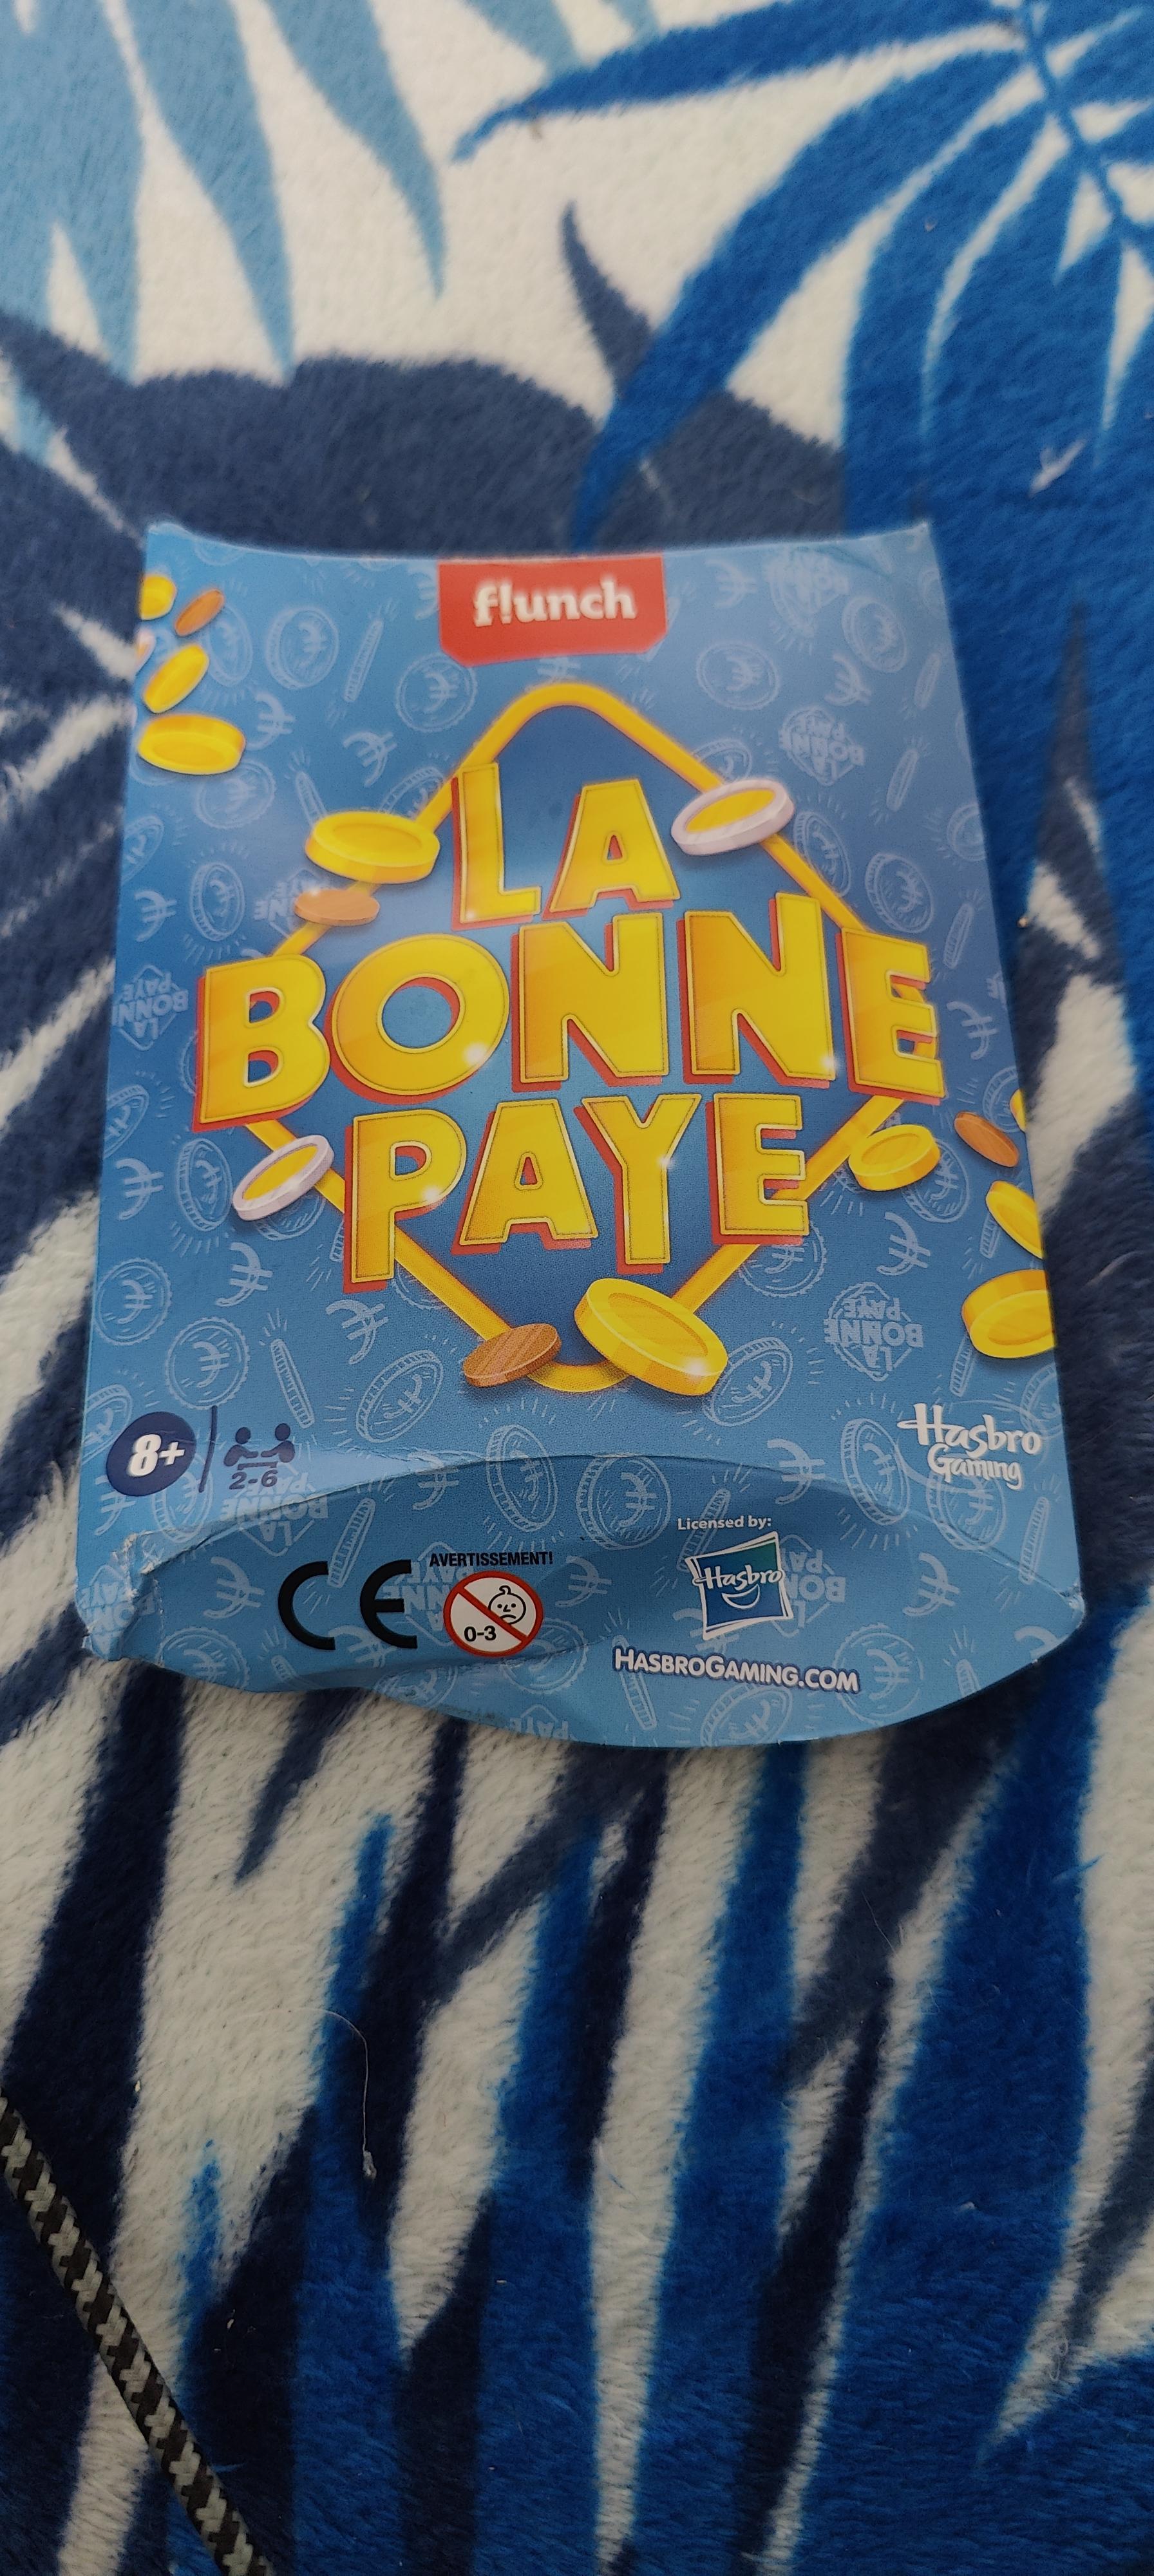 flunch
LA
BONNE
PAYE
8+
2-6
Hasbro
Gaming
Licensed by:
AVERTISSEMENT!
CE
0-3
Hasbro
HASBROGAMING.COM